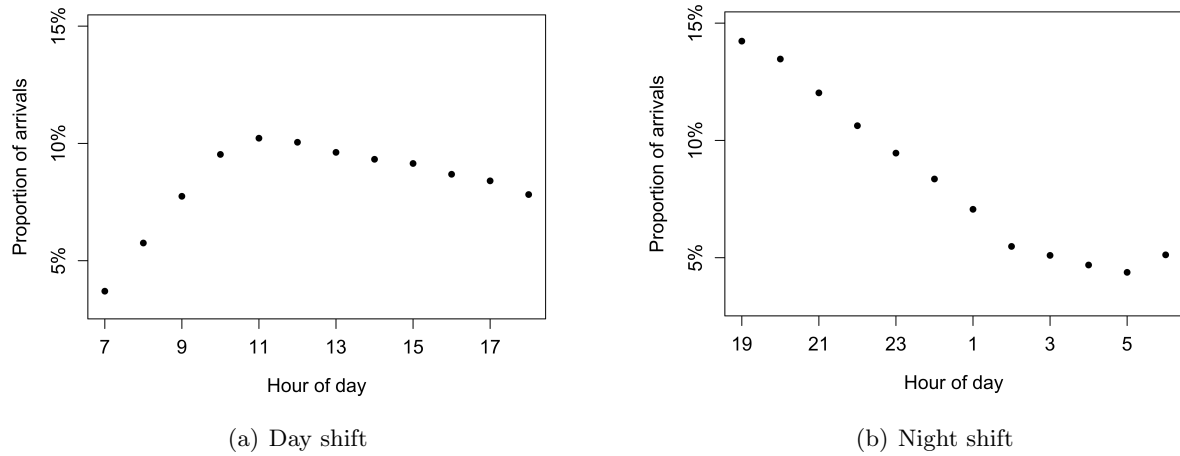 15%
10%
5%
Proportion of arrivals
7 9 11 13 15 17
Hour of day
(a) Day shift
15%
10%
5%
Proportion of arrivals
19 21 23 1 3 5
Hour of day
(b) Night shift